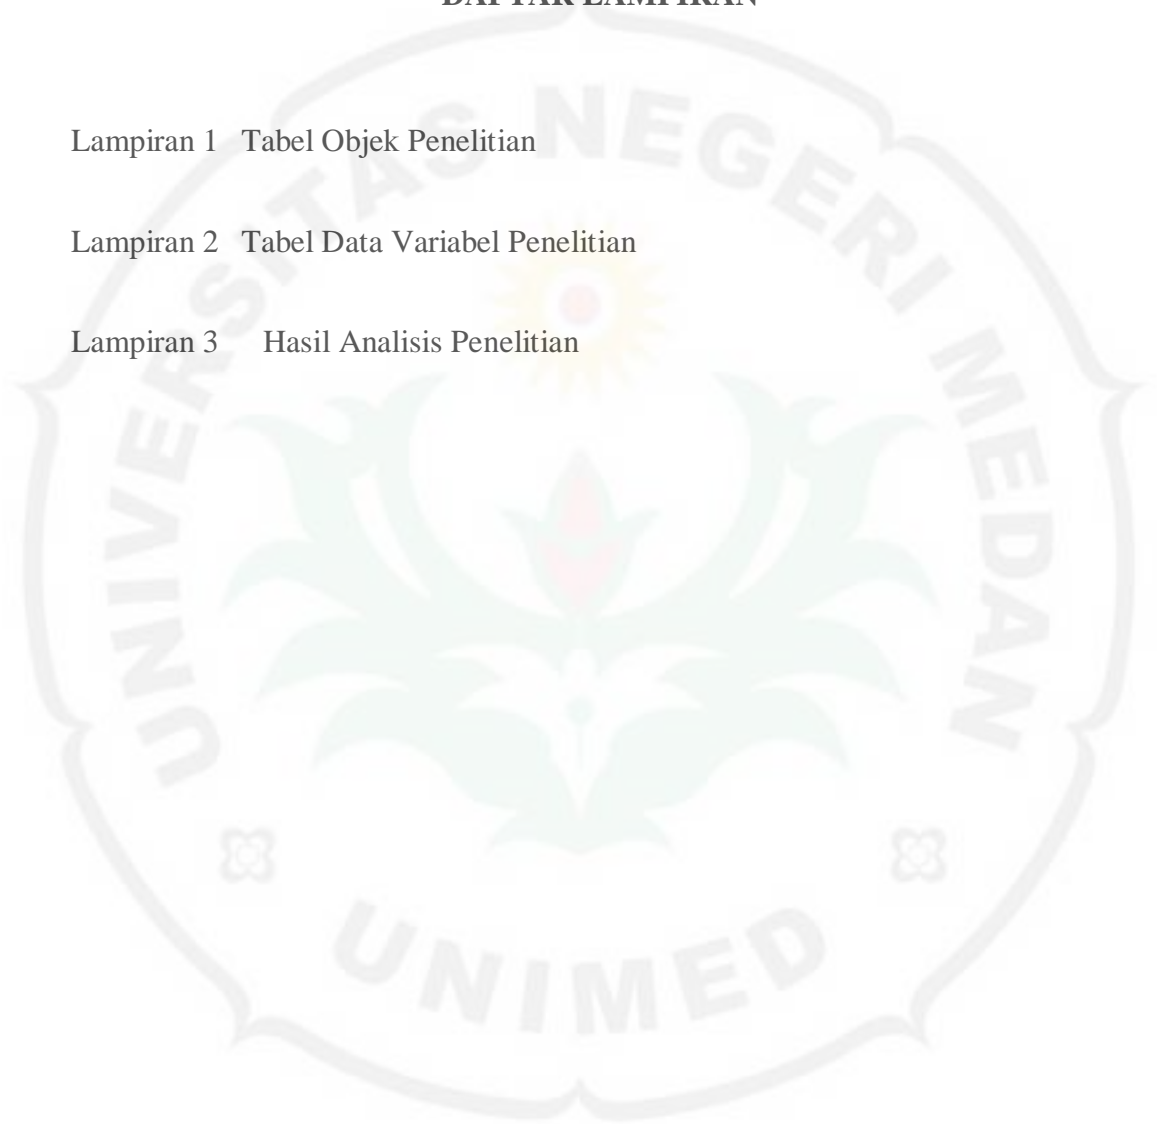 DAFTAR LAMPIRAN
Lampiran 1 Tabel Objek Penelitian
Lampiran 2 Tabel Data Variabel Penelitian
Lampiran 3 Hasil Analisis Penelitian
UNIVERSITAS NEGERI MEDAN
UNIMED